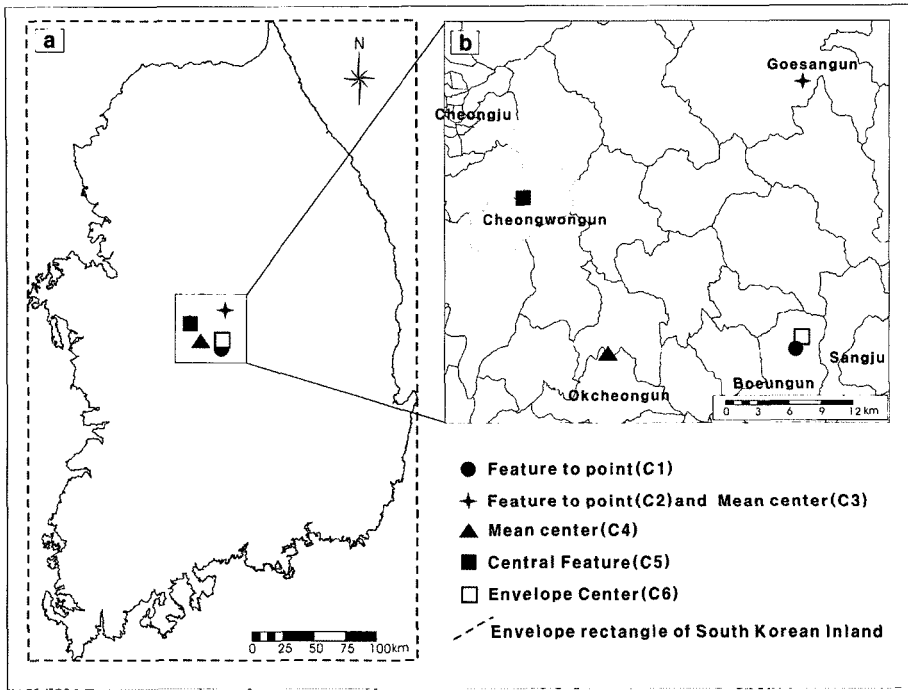 [a]
N
[b]
Goesangun
Cheongju
Cheongwongun
Sangju
Boeungun
Okcheongun
0 3 6 9 12 km
Feature to point(C1)
Feature to point(C2)and Mean center(C3)
Mean center(C4)
Central Feature(C5)
Envelope Center(C6)
Envelope rectangle of South Korean Inland
0 25 50 75 100km